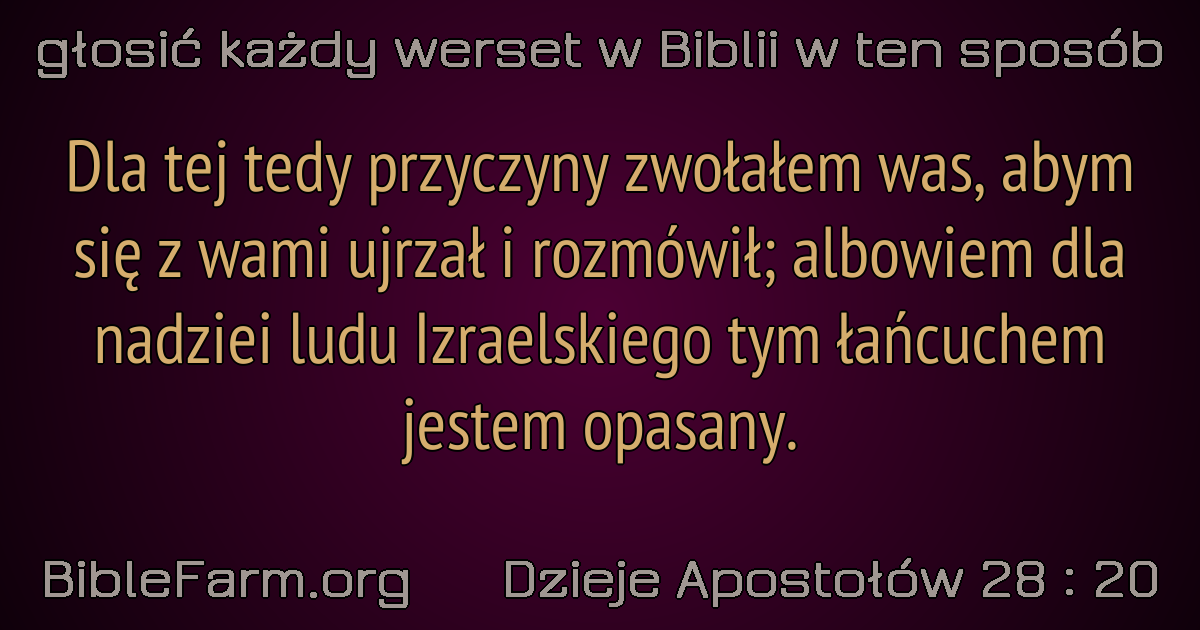 głosić każdy werset w Biblii w ten sposób
Dla tej tedy przyczyny zwołałem was, abym
się z wami ujrzał i rozmówił; albowiem dla
nadziei ludu Izraelskiego tym łańcuchem
jestem opasany.
BibleFarm.org
Dzieje Apostołów 28 : 20